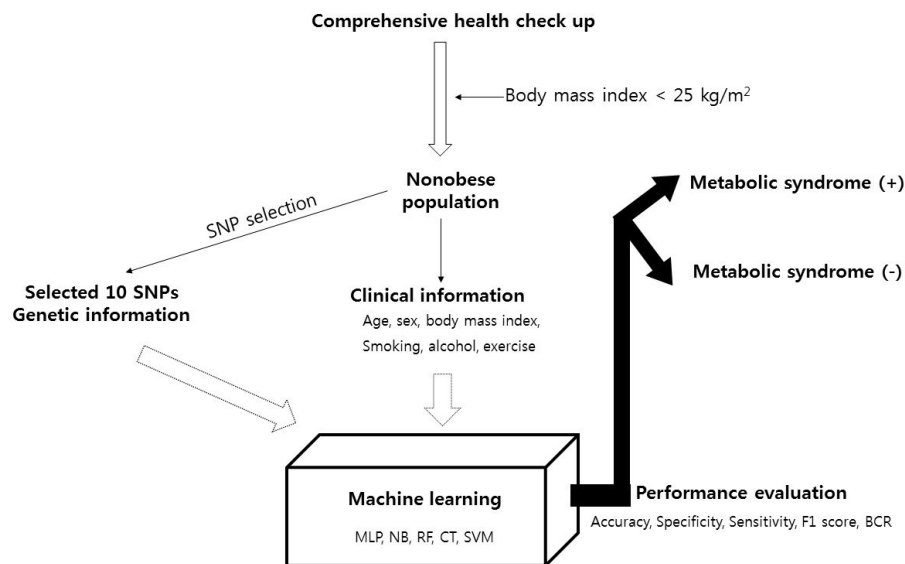 Comprehensive health check up
Body mass index < 25 kg/m²
Nonobese
population
SNP selection
Metabolic syndrome (+)
Metabolic syndrome (-)
Selected 10 SNPs
Genetic information
Clinical information
Age, sex, body mass index,
Smoking, alcohol, exercise
Machine learning
MLP, NB, RF, CT, SVM
Performance evaluation
Accuracy, Specificity, Sensitivity, F1 score, BCR